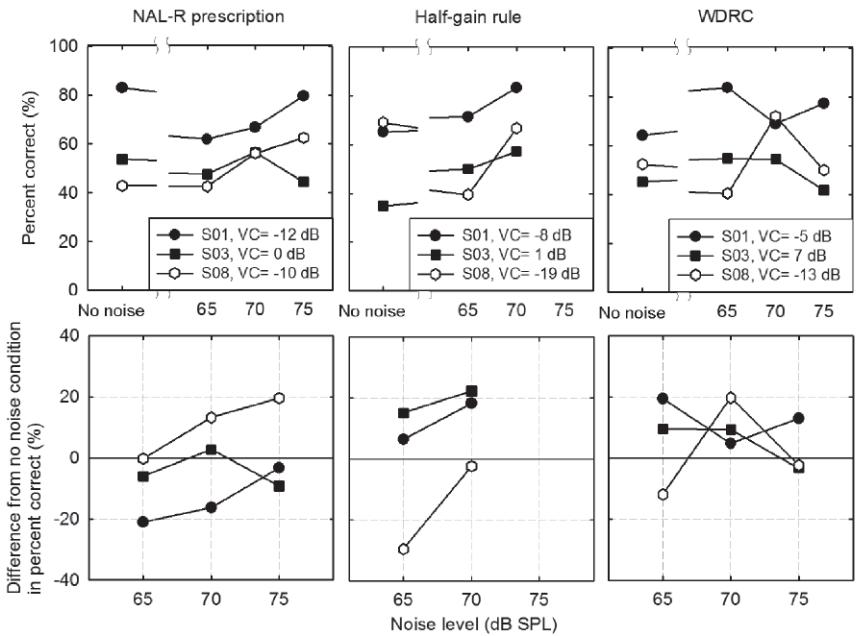 NAL-R prescription Half-gain rule WDRC
Percent correct (%)
100
80
60
40
20
0
S01, VC= -12 dB
S03, VC= 0 dB
S08, VC= -10 dB
S01, VC= -8 dB
S03, VC= 1 dB
S08, VC= -19 dB
S01, VC= -5 dB
S03, VC= 7 dB
S08, VC= -13 dB
No noise 65 70 75 No noise 65 70 75 No noise 65 70 75
Difference from no noise condition
in percent correct (%)
40
20
0
-20
-40
65 70 75 65 70 75 65 70 75
Noise level (dB SPL)